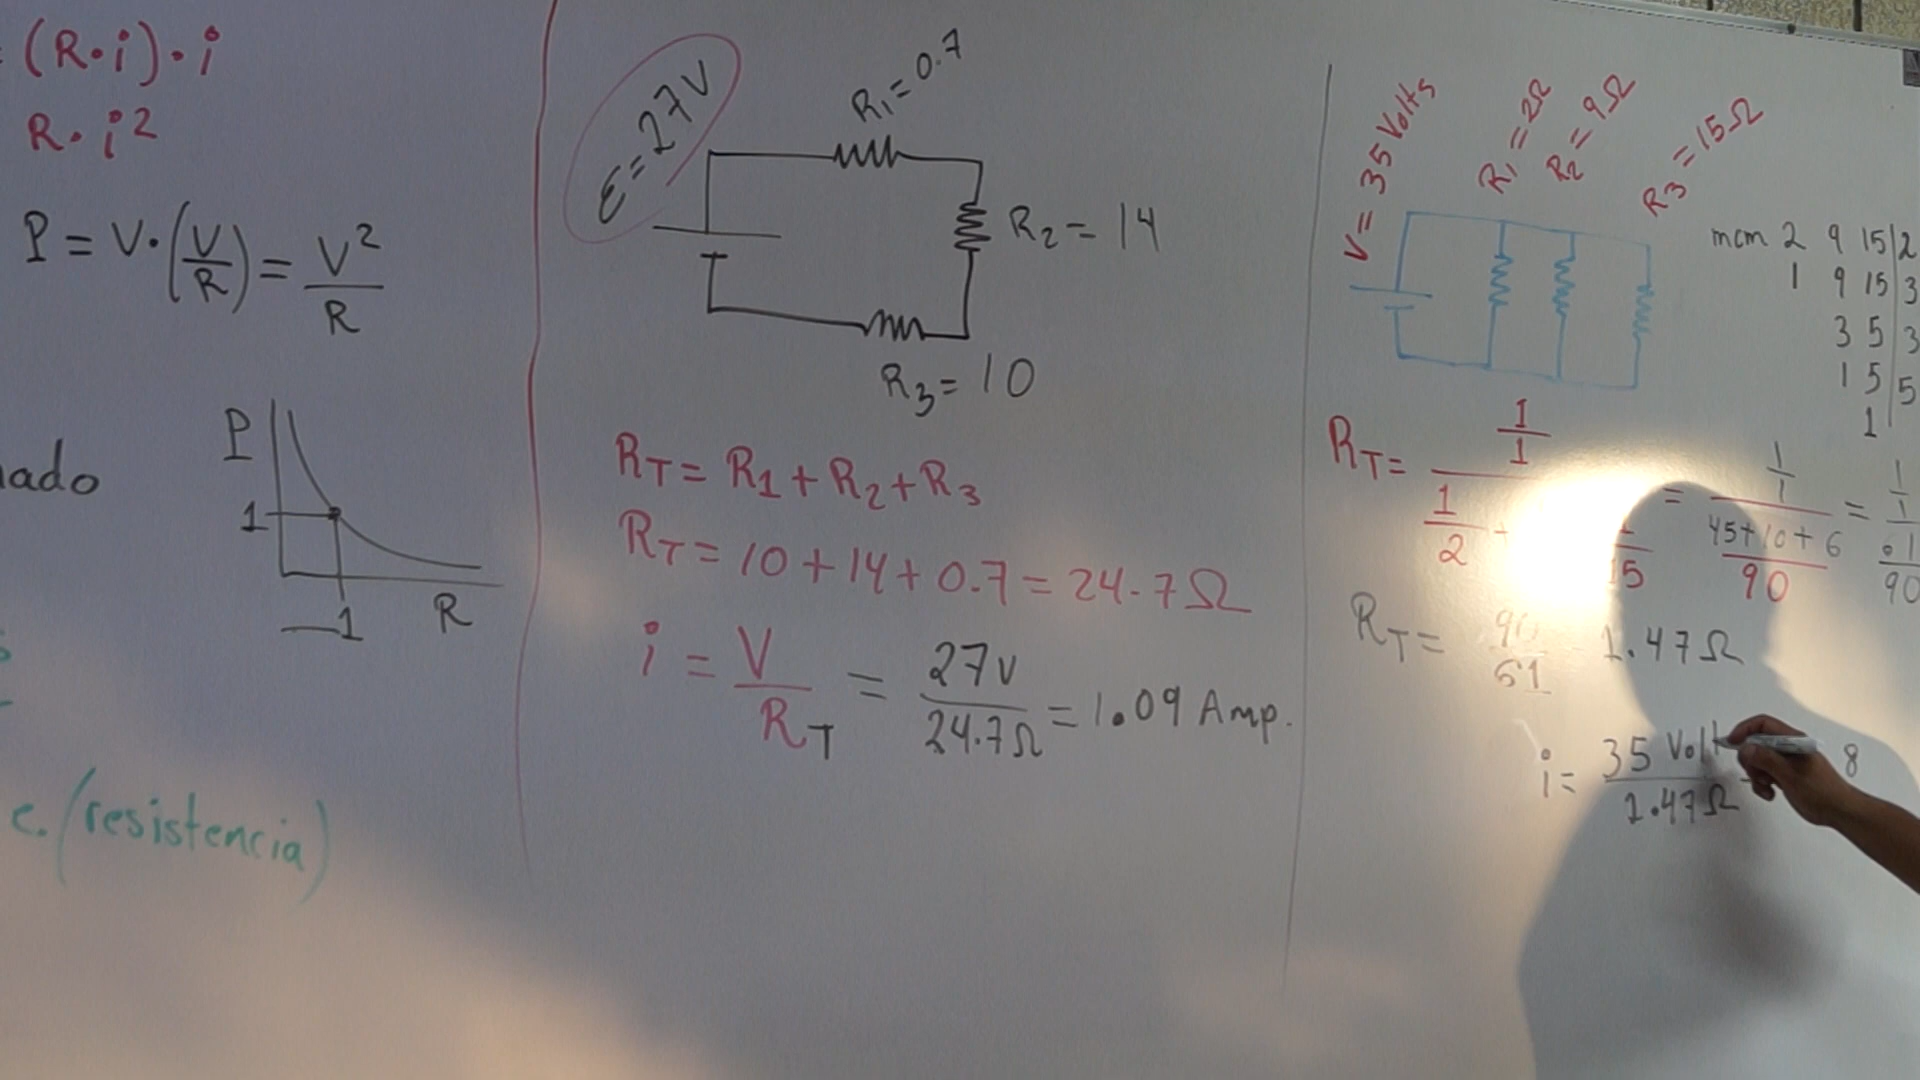 (R·i)·i
R·i²
P = V·(V/R) = V²/R
P
1
1 R
nado
c. (resistencia)
ε = 27V
R₁ = 0.7
R₂ = 14
R₃ = 10
R_T = R₁ + R₂ + R₃
R_T = 10 + 14 + 0.7 = 24.7Ω
i = V/R_T = 27v/24.7Ω = 1.09 Amp.
V = 35 Volts
R₁ = 2Ω
R₂ = 9Ω
R₃ = 15Ω
mcm 2 9 15|2
1 9 15|3
3 5|3
1 5|5
1
R_T = 1/1 / 1/2 + = 1/1 / 45+10+6/90 = 1/1 / 61/90
R_T = 90/61 1.47Ω
i = 35 Volt/1.47Ω 8